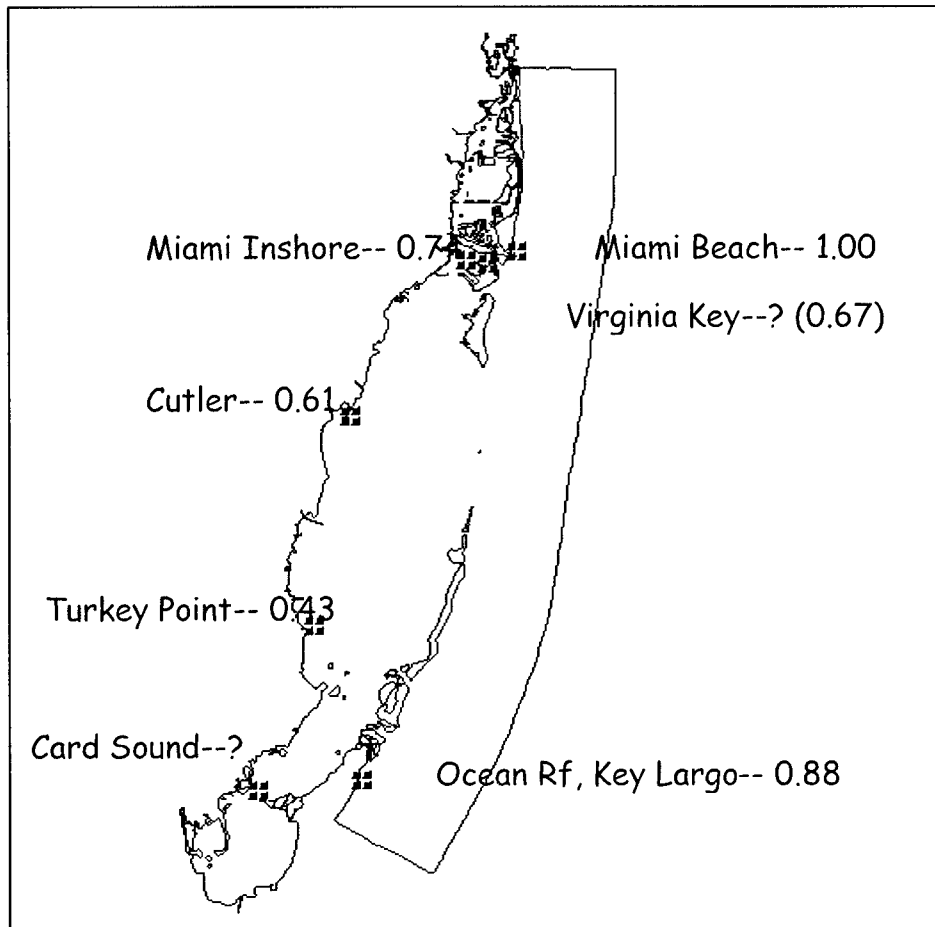 Miami Inshore-- 0.7
Miami Beach-- 1.00
Virginia Key--? (0.67)
Cutler-- 0.61
Turkey Point-- 0.43
Card Sound--?
Ocean Rf, Key Largo-- 0.88